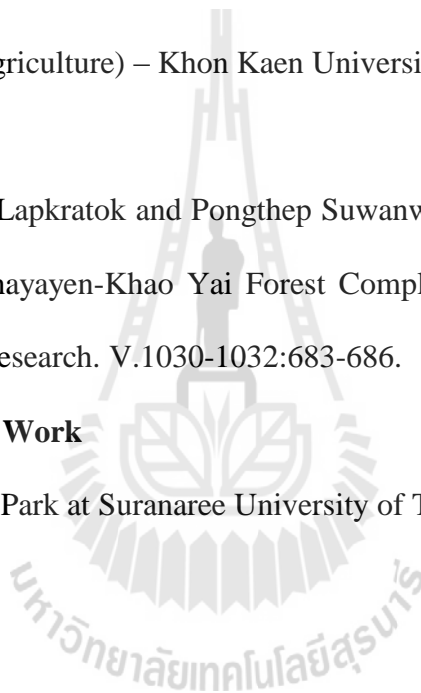 griculture) – Khon Kaen Universi
Lapkratok and Pongthep Suwanw
nayayen-Khao Yai Forest Compl
esearch. V.1030-1032:683-686.
Work
Park at Suranaree University of T
มหาวิทยาลัยเทคโนโลยีสุรนารี